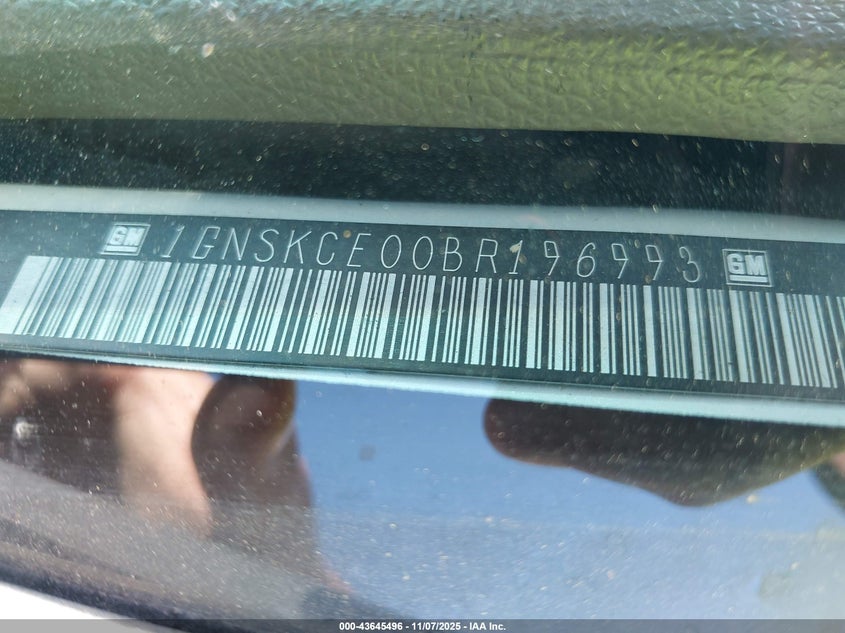 GM 1GNSKCE00BR196993 GM
000-43645496 - 11/07/2025 - IAA Inc.